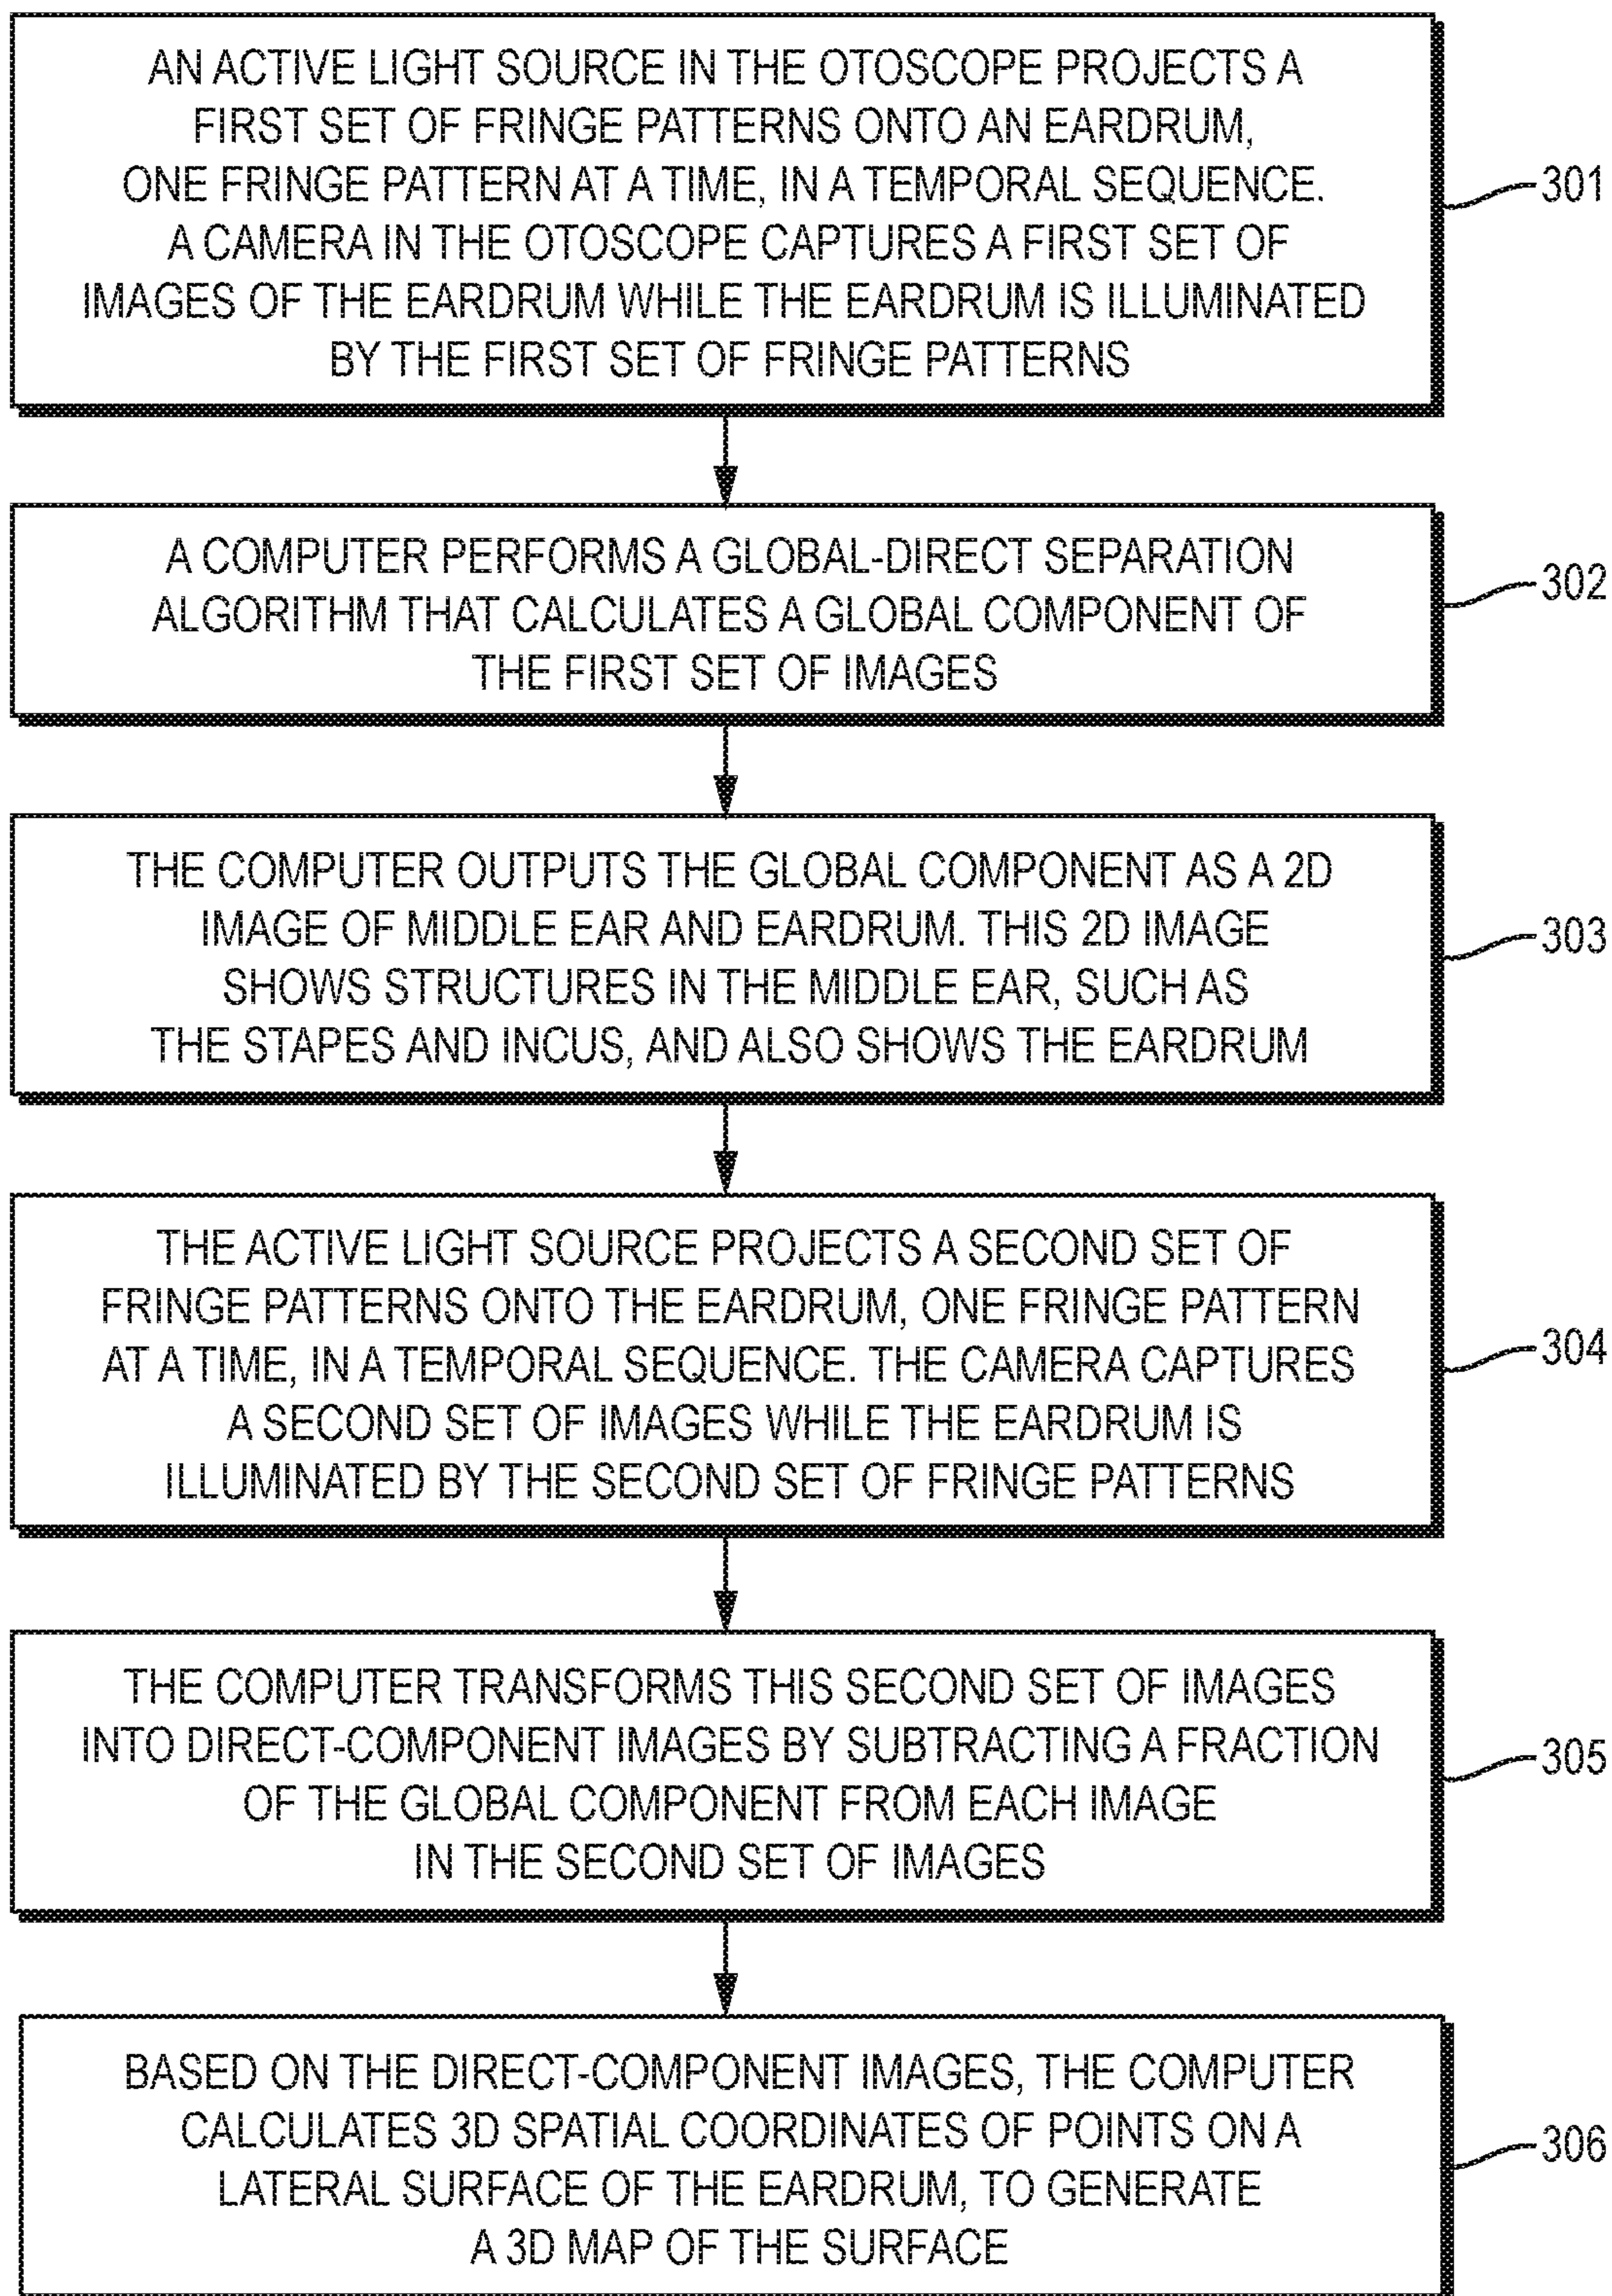 AN ACTIVE LIGHT SOURCE IN THE OTOSCOPE PROJECTS A
FIRST SET OF FRINGE PATTERNS ONTO AN EARDRUM,
ONE FRINGE PATTERN AT A TIME, IN A TEMPORAL SEQUENCE.
A CAMERA IN THE OTOSCOPE CAPTURES A FIRST SET OF
IMAGES OF THE EARDRUM WHILE THE EARDRUM IS ILLUMINATED
BY THE FIRST SET OF FRINGE PATTERNS
301
A COMPUTER PERFORMS A GLOBAL-DIRECT SEPARATION
ALGORITHM THAT CALCULATES A GLOBAL COMPONENT OF
THE FIRST SET OF IMAGES
302
THE COMPUTER OUTPUTS THE GLOBAL COMPONENT AS A 2D
IMAGE OF MIDDLE EAR AND EARDRUM. THIS 2D IMAGE
SHOWS STRUCTURES IN THE MIDDLE EAR, SUCH AS
THE STAPES AND INCUS, AND ALSO SHOWS THE EARDRUM
303
THE ACTIVE LIGHT SOURCE PROJECTS A SECOND SET OF
FRINGE PATTERNS ONTO THE EARDRUM, ONE FRINGE PATTERN
AT A TIME, IN A TEMPORAL SEQUENCE. THE CAMERA CAPTURES
A SECOND SET OF IMAGES WHILE THE EARDRUM IS
ILLUMINATED BY THE SECOND SET OF FRINGE PATTERNS
304
THE COMPUTER TRANSFORMS THIS SECOND SET OF IMAGES
INTO DIRECT-COMPONENT IMAGES BY SUBTRACTING A FRACTION
OF THE GLOBAL COMPONENT FROM EACH IMAGE
IN THE SECOND SET OF IMAGES
305
BASED ON THE DIRECT-COMPONENT IMAGES, THE COMPUTER
CALCULATES 3D SPATIAL COORDINATES OF POINTS ON A
LATERAL SURFACE OF THE EARDRUM, TO GENERATE
A 3D MAP OF THE SURFACE
306